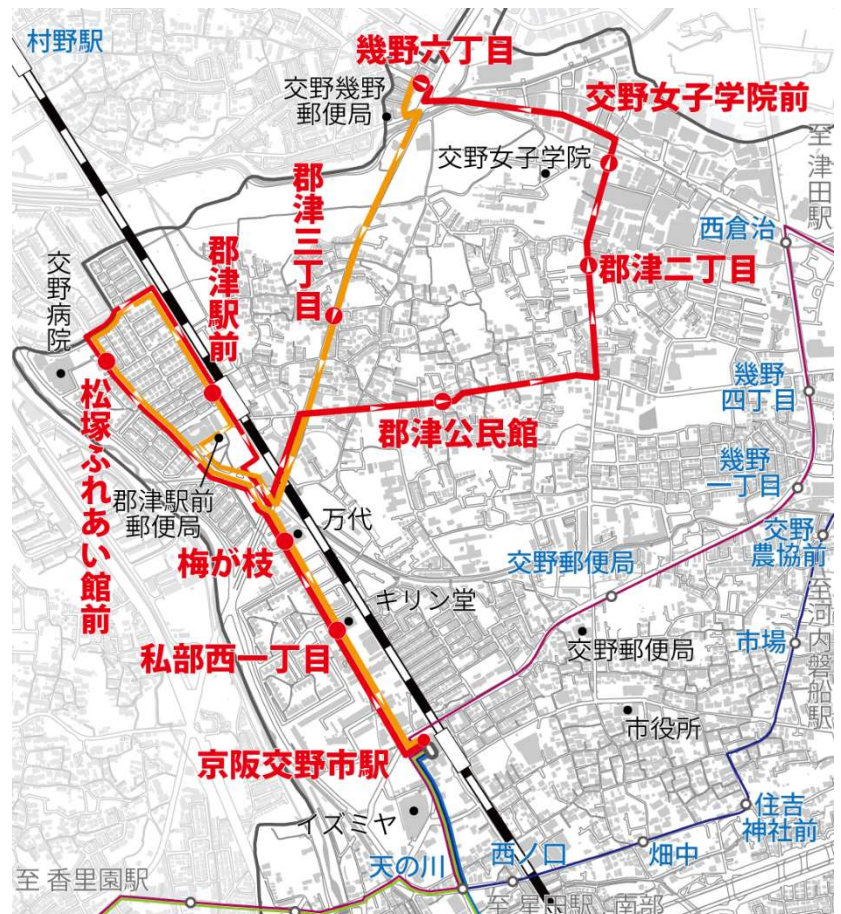 村野駅
幾野六丁目
交野幾野
郵便局
交野女子学院前
交野女子学院
至 津田駅
郡津三丁目
西倉治
郡津駅前
郡津二丁目
交野病院
松塚ふれあい館前
幾野
四丁目
郡津公民館
幾野
一丁目
郡津駅前
郵便局
万代
交野
農協前
梅が枝
交野郵便局
キリン堂
至 河内磐船駅
私部西一丁目
交野郵便局
市場
市役所
京阪交野市駅
イズミヤ
住吉
神社前
天の川
西ノ口
畑中
至 香里園駅
至 星田駅 南部